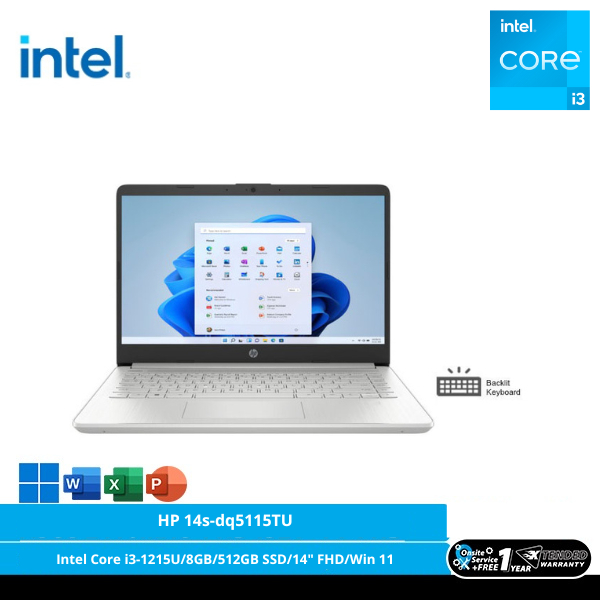 intel
intel
CORE
i3
hp
Backlit
Keyboard
W X P
HP 14s-dq5115TU
Intel Core i3-1215U/8GB/512GB SSD/14" FHD/Win 11
Onsite
Service
+FREE
1 YEAR
XTENDED
WARRANTY